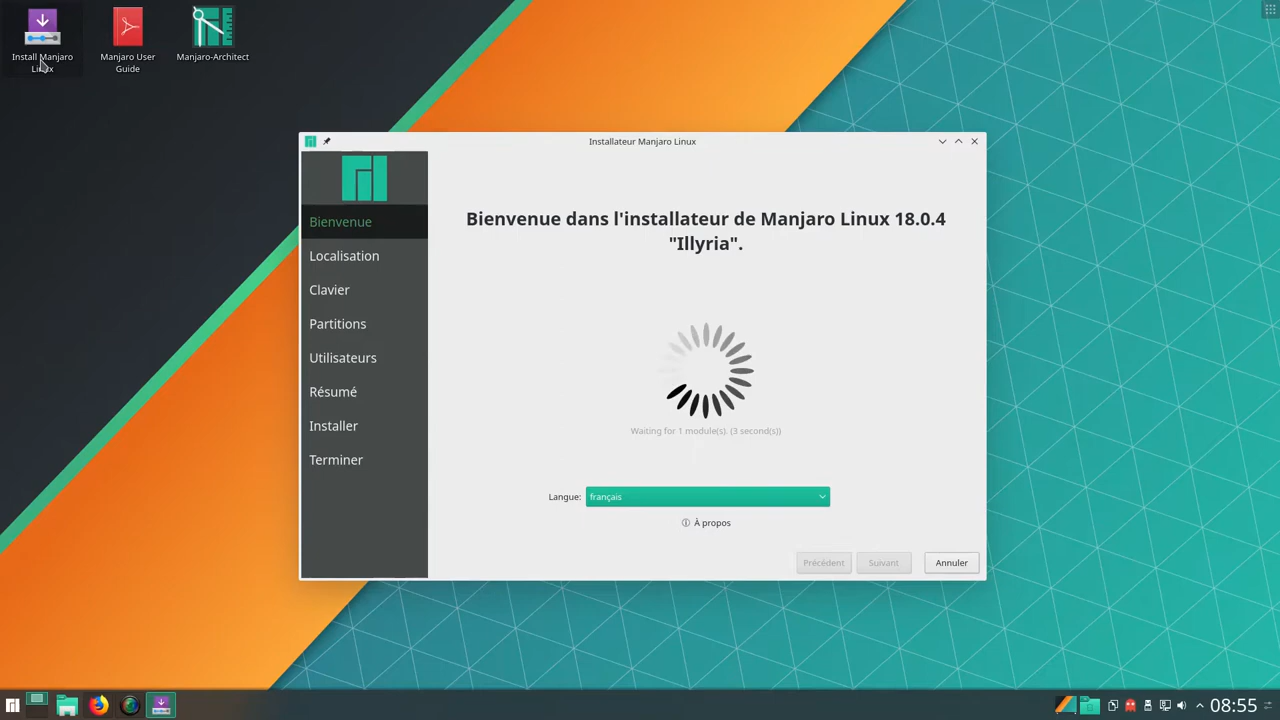 Install Manjaro
Linux
Manjaro User
Guide
Manjaro-Architect
Installateur Manjaro Linux
Bienvenue
Localisation
Clavier
Partitions
Utilisateurs
Résumé
Installer
Terminer
Bienvenue dans l'installateur de Manjaro Linux 18.0.4
"Illyria".
Waiting for 1 module(s). (3 second(s))
Langue: français
À propos
Précédent Suivant Annuler
08:55